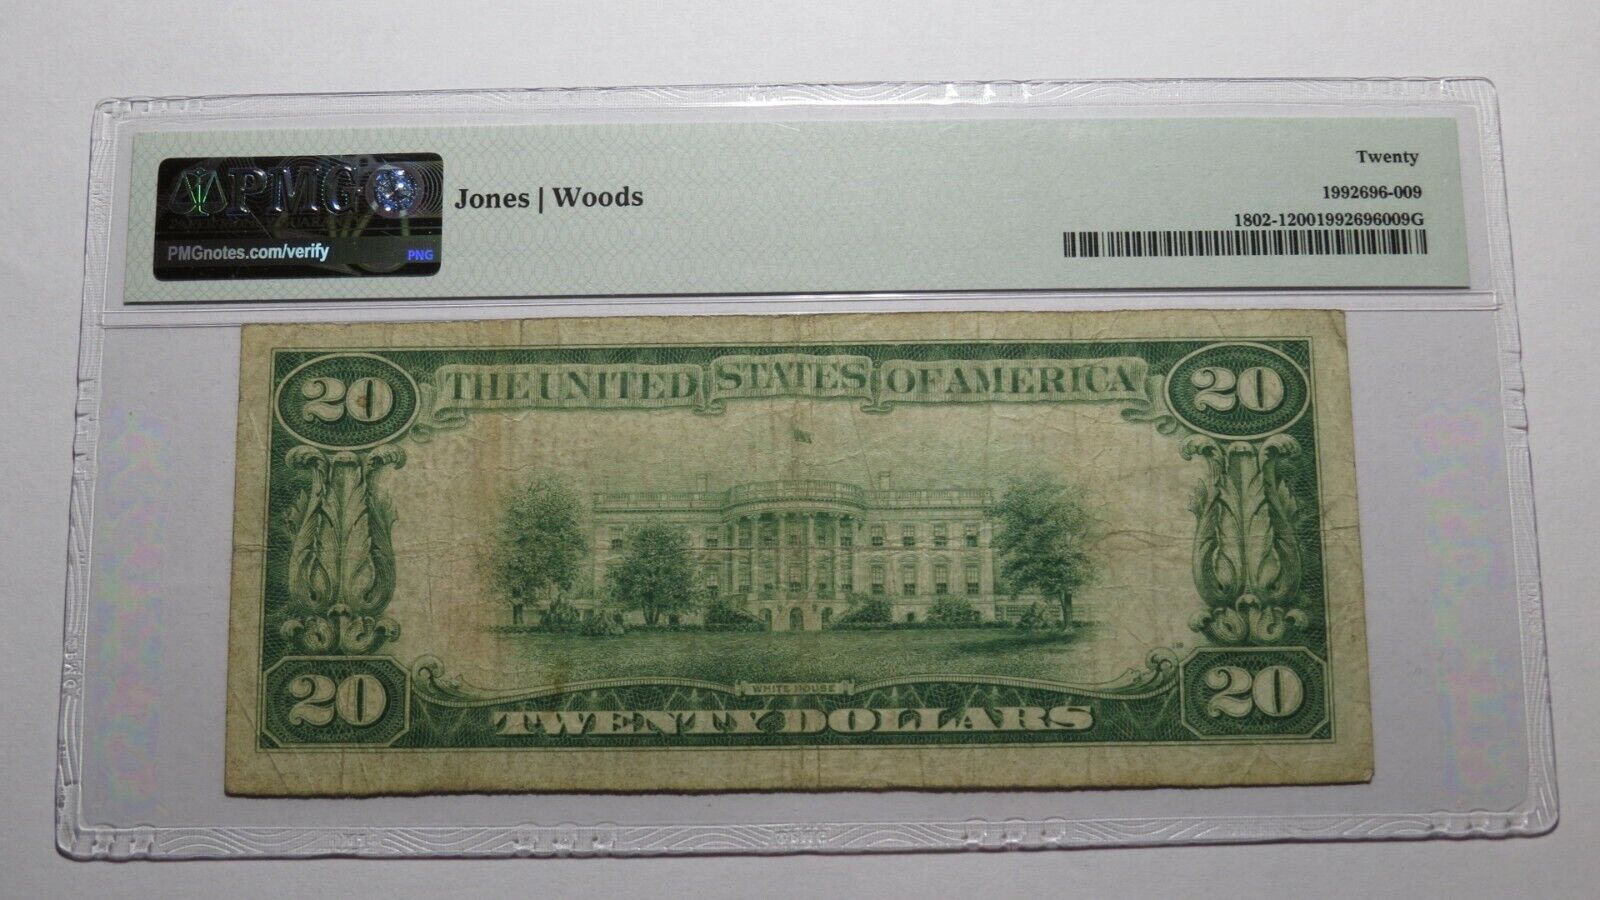 PMG
PMGnotes.com/verify
PNG
Jones | Woods
Twenty
1992696-009
1802-12001992696009G
20
THE UNITED STATES OF AMERICA
20
20
WHITE HOUSE
TWENTY DOLLARS
20